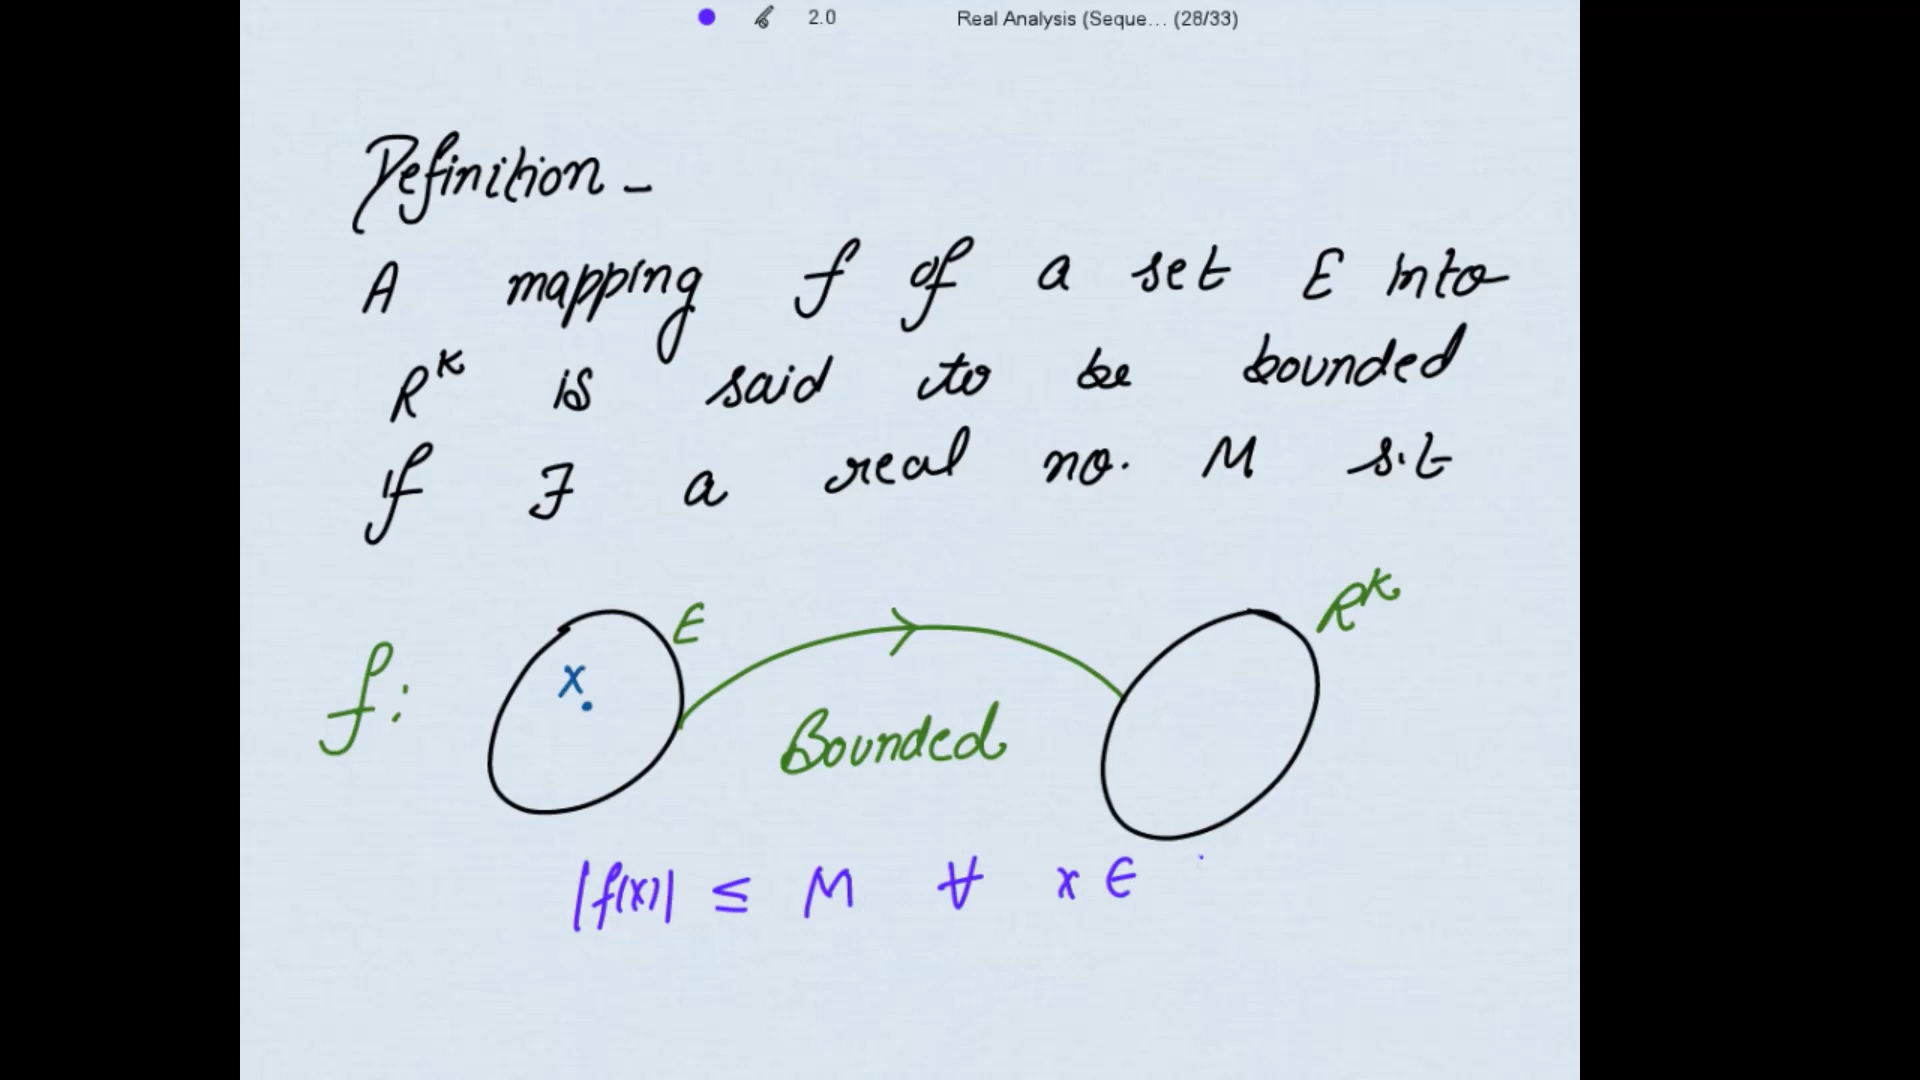 2.0 Real Analysis (Seque... (28/33)
Definition -
A mapping f of a set E into
R^K is said to be bounded
if ∃ a real no. M s.t
f: x E Bounded R^K
|f(x)| ≤ M ∀ x ∈